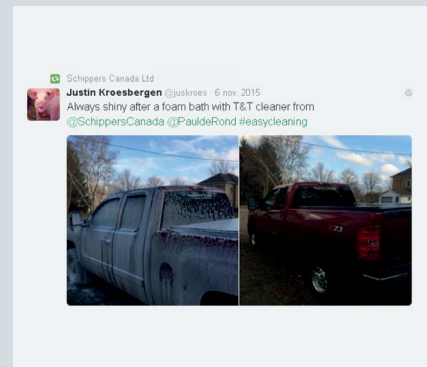 Schippers Canada Ltd
Justin Kroesbergen @juskroes · 6 nov. 2015
Always shiny after a foam bath with T&T cleaner from
@SchippersCanada @PauldeRond #easycleaning